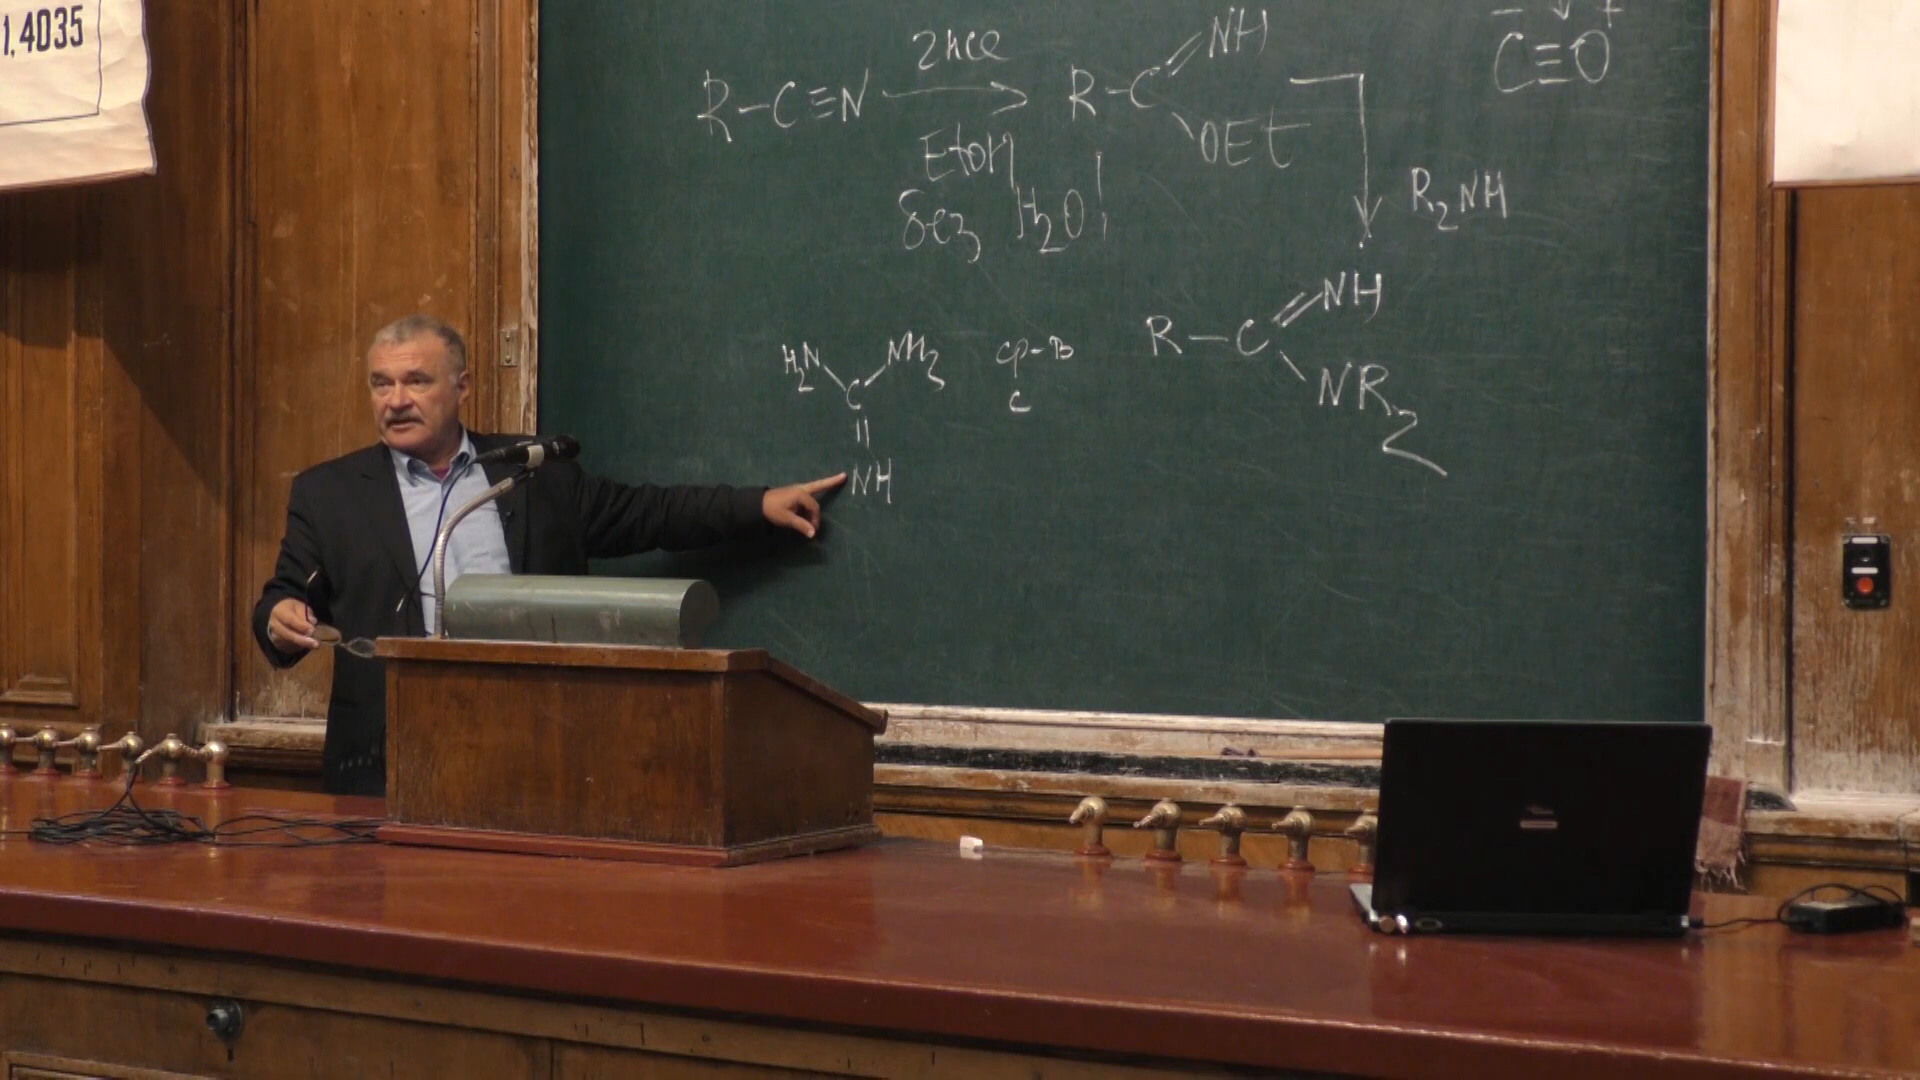 1,4035
R-C≡N
2HCl
EtOH
без H₂O!
R-C
=NH
OEt
R₂NH
C≡O
− +
R-C
=NH
NR₂
H₂N
NH₂
C
=
NH
ср-в
с